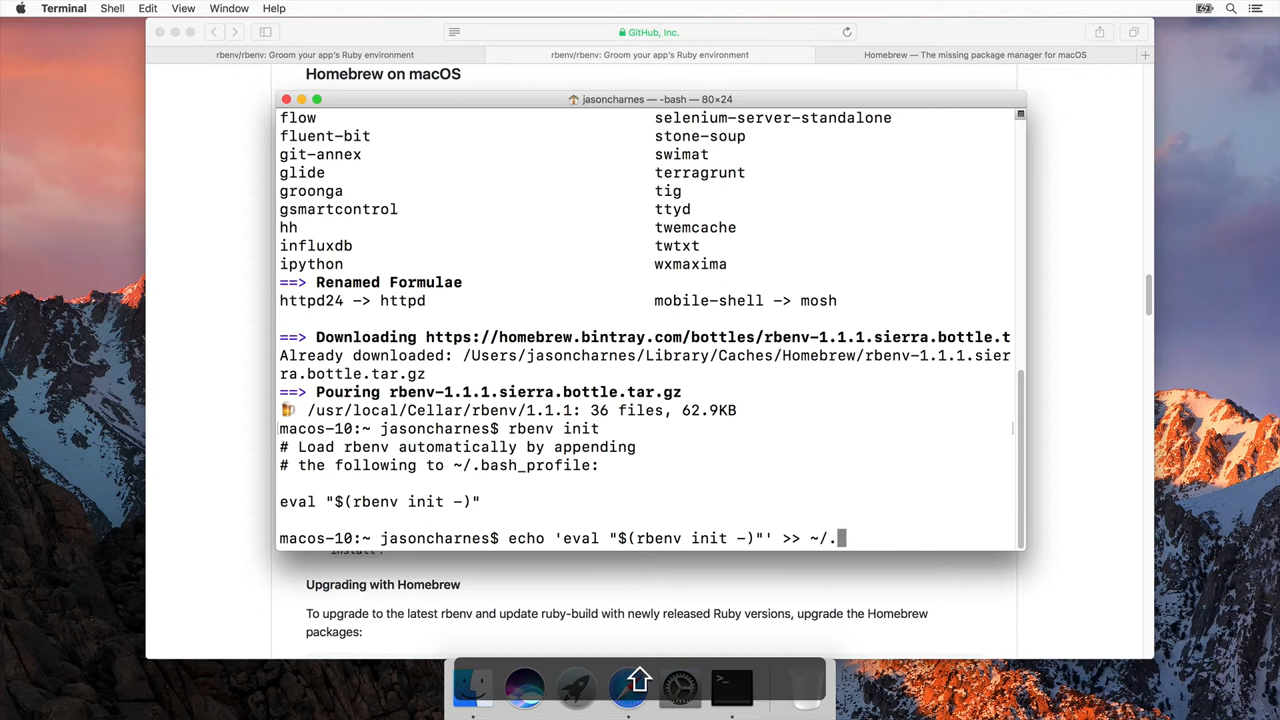 Terminal Shell Edit View Window Help
GitHub, Inc.
rbenv/rbenv: Groom your app's Ruby environment
rbenv/rbenv: Groom your app's Ruby environment
Homebrew — The missing package manager for macOS
Homebrew on macOS
jasoncharnes — -bash — 80×24
flow selenium-server-standalone
fluent-bit stone-soup
git-annex swimat
glide terragrunt
groonga tig
gsmartcontrol ttyd
hh twemcache
influxdb twtxt
ipython wxmaxima
==> Renamed Formulae
httpd24 -> httpd mobile-shell -> mosh
==> Downloading https://homebrew.bintray.com/bottles/rbenv-1.1.1.sierra.bottle.t
Already downloaded: /Users/jasoncharnes/Library/Caches/Homebrew/rbenv-1.1.1.sier
ra.bottle.tar.gz
==> Pouring rbenv-1.1.1.sierra.bottle.tar.gz
🍺 /usr/local/Cellar/rbenv/1.1.1: 36 files, 62.9KB
macos-10:~ jasoncharnes$ rbenv init
# Load rbenv automatically by appending
# the following to ~/.bash_profile:
eval "$(rbenv init -)"
macos-10:~ jasoncharnes$ echo 'eval "$(rbenv init -)"' >> ~/.
Upgrading with Homebrew
To upgrade to the latest rbenv and update ruby-build with newly released Ruby versions, upgrade the Homebrew
packages: